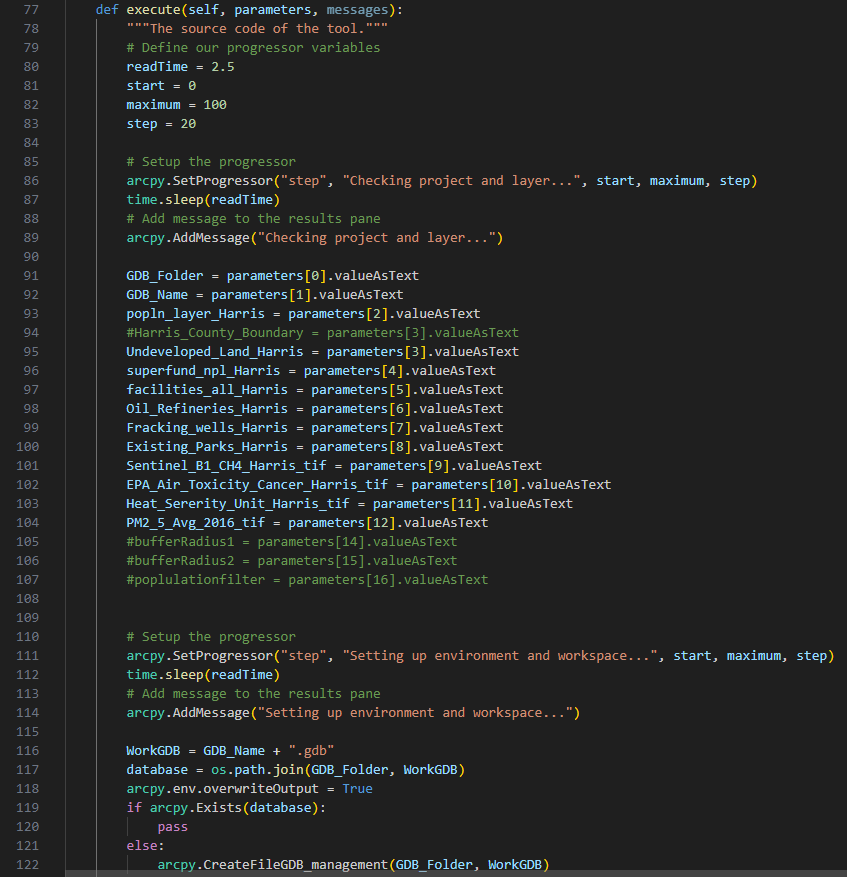 77 def execute(self, parameters, messages):
78 """The source code of the tool."""
79 # Define our progressor variables
80 readTime = 2.5
81 start = 0
82 maximum = 100
83 step = 20
84
85 # Setup the progressor
86 arcpy.SetProgressor("step", "Checking project and layer...", start, maximum, step)
87 time.sleep(readTime)
88 # Add message to the results pane
89 arcpy.AddMessage("Checking project and layer...")
90
91 GDB_Folder = parameters[0].valueAsText
92 GDB_Name = parameters[1].valueAsText
93 popln_layer_Harris = parameters[2].valueAsText
94 #Harris_County_Boundary = parameters[3].valueAsText
95 Undeveloped_Land_Harris = parameters[3].valueAsText
96 superfund_npl_Harris = parameters[4].valueAsText
97 facilities_all_Harris = parameters[5].valueAsText
98 Oil_Refineries_Harris = parameters[6].valueAsText
99 Fracking_wells_Harris = parameters[7].valueAsText
100 Existing_Parks_Harris = parameters[8].valueAsText
101 Sentinel_B1_CH4_Harris_tif = parameters[9].valueAsText
102 EPA_Air_Toxicity_Cancer_Harris_tif = parameters[10].valueAsText
103 Heat_Sererity_Unit_Harris_tif = parameters[11].valueAsText
104 PM2_5_Avg_2016_tif = parameters[12].valueAsText
105 #bufferRadius1 = parameters[14].valueAsText
106 #bufferRadius2 = parameters[15].valueAsText
107 #poplulationfilter = parameters[16].valueAsText
108
109
110 # Setup the progressor
111 arcpy.SetProgressor("step", "Setting up environment and workspace...", start, maximum, step)
112 time.sleep(readTime)
113 # Add message to the results pane
114 arcpy.AddMessage("Setting up environment and workspace...")
115
116 WorkGDB = GDB_Name + ".gdb"
117 database = os.path.join(GDB_Folder, WorkGDB)
118 arcpy.env.overwriteOutput = True
119 if arcpy.Exists(database):
120 pass
121 else:
122 arcpy.CreateFileGDB_management(GDB_Folder, WorkGDB)